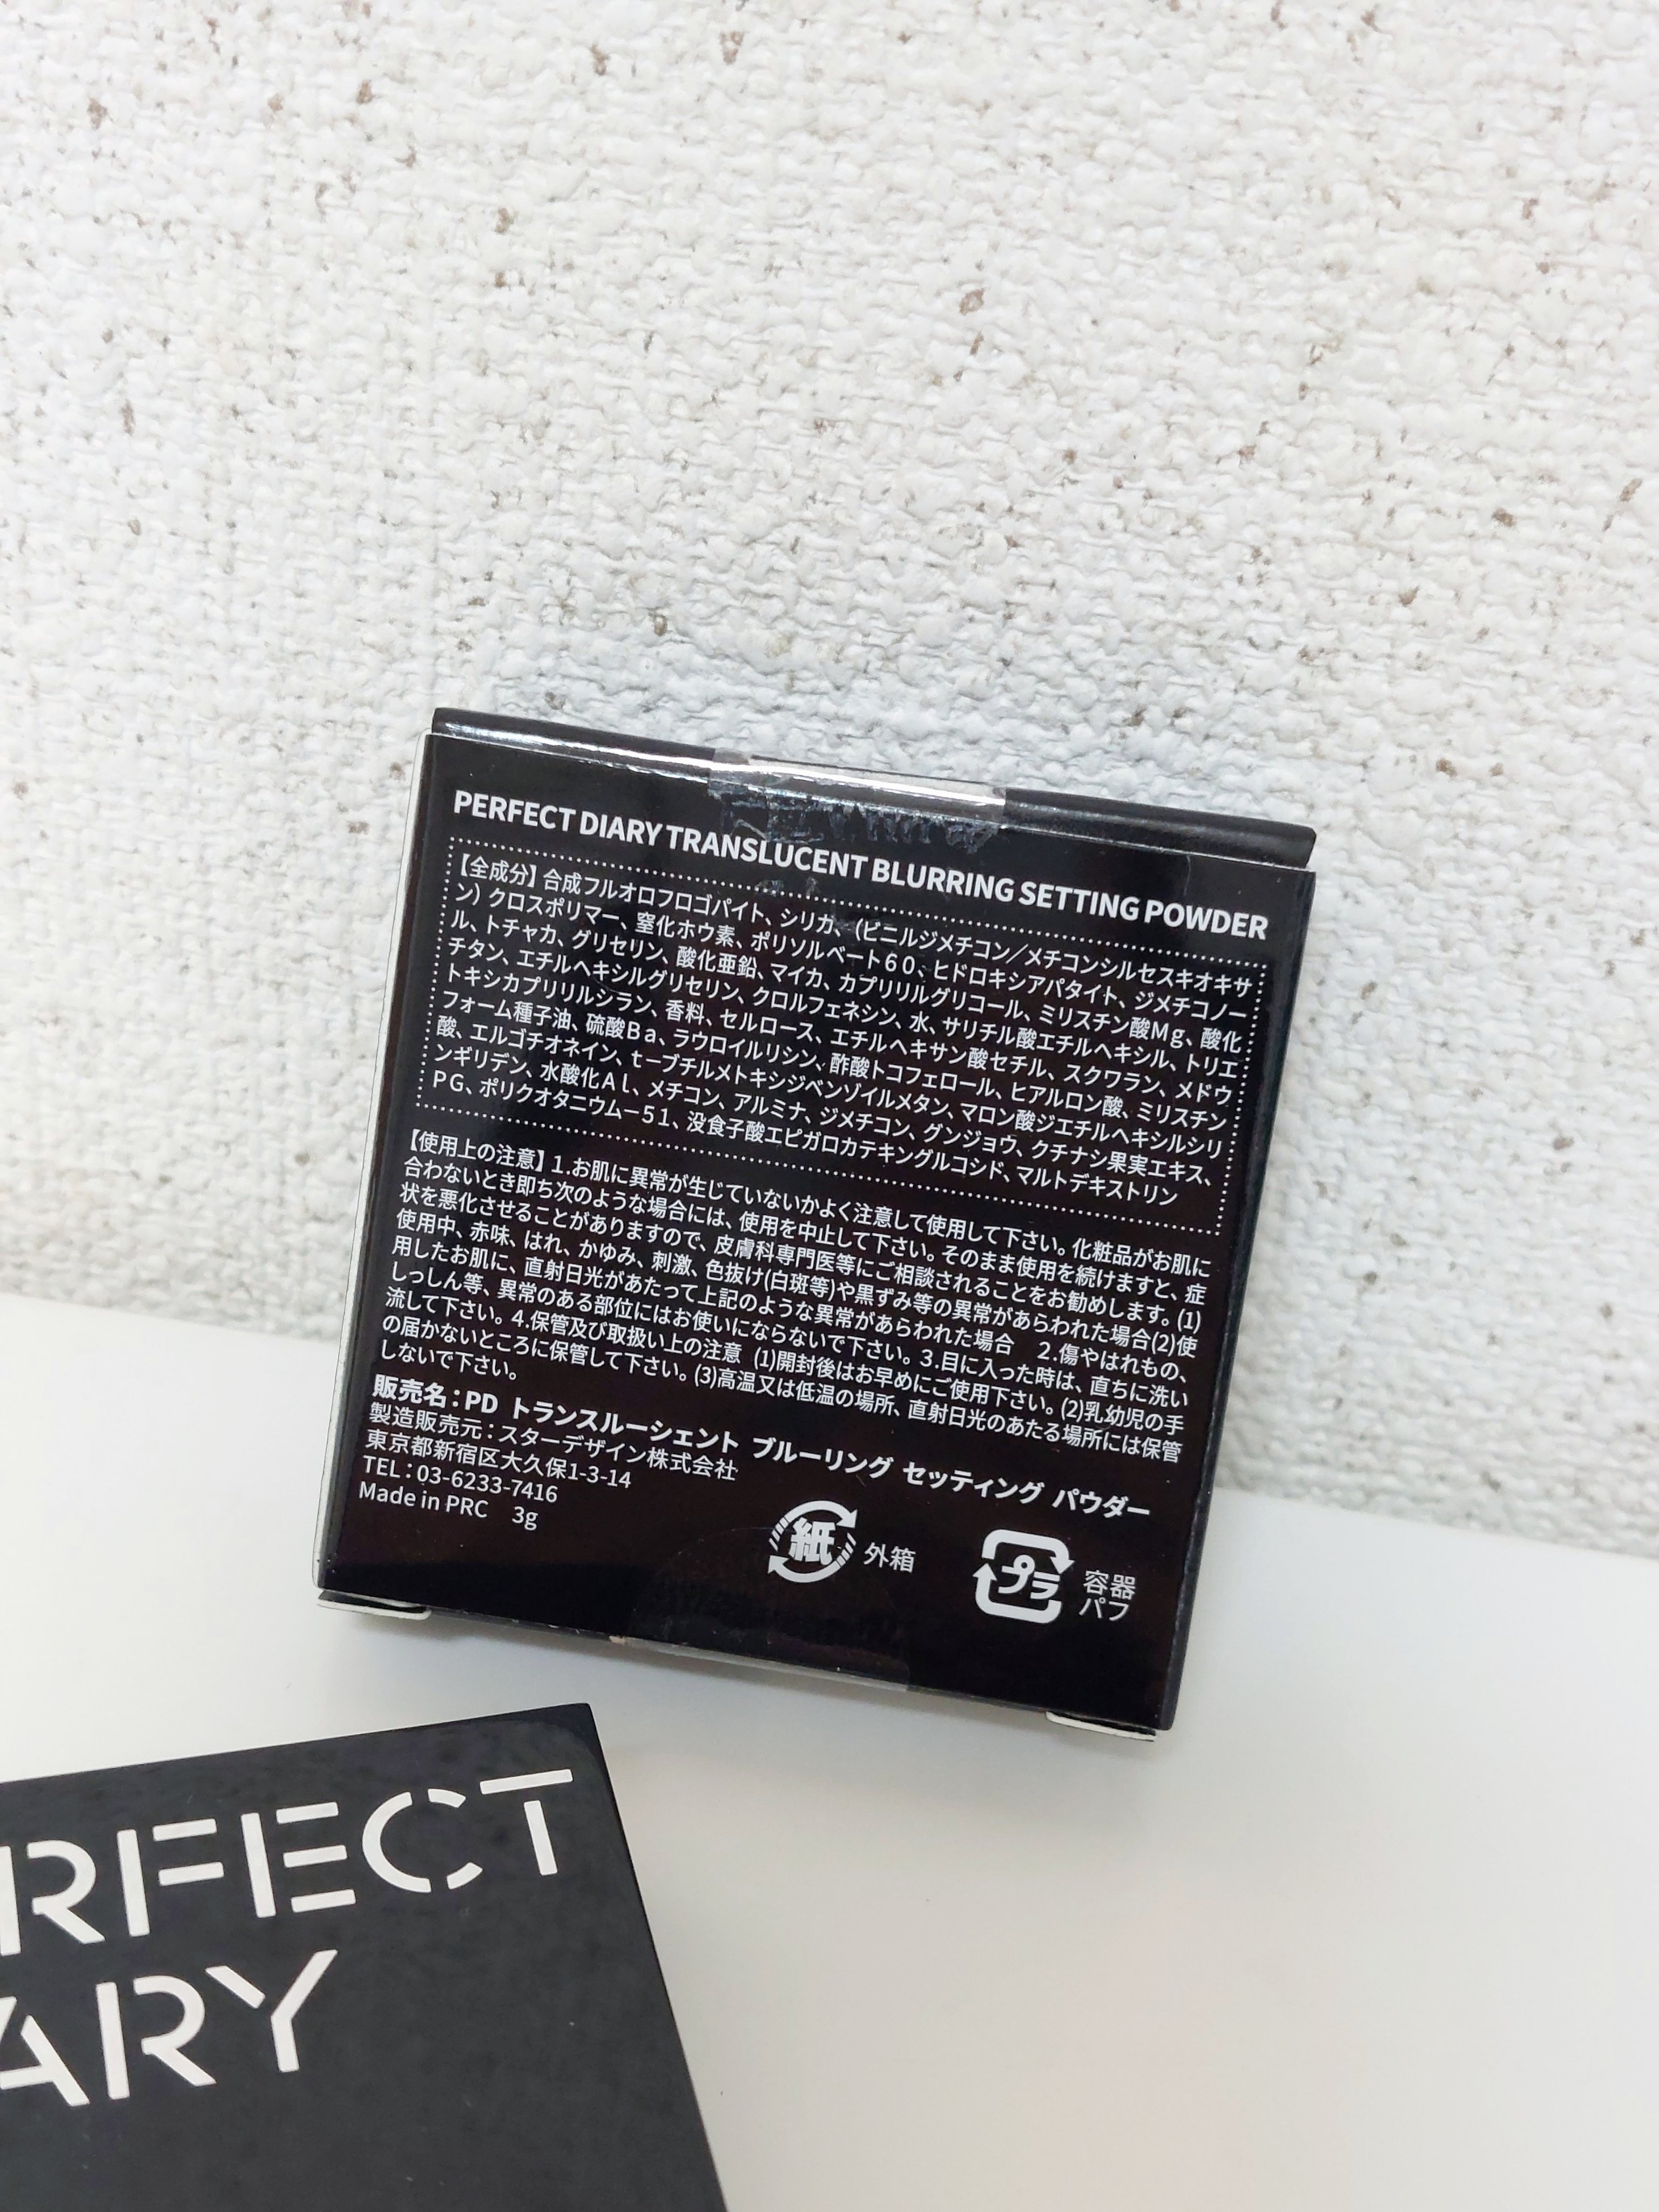 PERFECT DIARY TRANSLUCENT BLURRING SETTING POWDER
【全成分】合成フルオロフロゴパイト、シリカ、(ビニルジメチコン／メチコンシルセスキオキサ
ン)クロスポリマー、窒化ホウ素、ポリソルベート６０、ヒドロキシアパタイト、ジメチコノー
ル、トチャカ、グリセリン、酸化亜鉛、マイカ、カプリリルグリコール、ミリスチン酸Mｇ、酸化
チタン、エチルヘキシルグリセリン、クロルフェネシン、水、サリチル酸エチルヘキシル、トリエ
トキシカプリリルシラン、香料、セルロース、エチルヘキサン酸セチル、スクワラン、メドウ
フォーム種子油、硫酸Ｂａ、ラウロイルリシン、酢酸トコフェロール、ヒアルロン酸、ミリスチン
酸、エルゴチオネイン、ｔ－ブチルメトキシジベンゾイルメタン、マロン酸ジエチルヘキシルシリ
ンギリデン、水酸化ＡＬ、メチコン、アルミナ、ジメチコン、グンジョウ、クチナシ果実エキス、
ＰＧ、ポリクオタニウム－５１、没食子酸エピガロカテキングルコシド、マルトデキストリン
【使用上の注意】1.お肌に異常が生じていないかよく注意して使用して下さい。化粧品がお肌に
合わないとき即ち次のような場合には、使用を中止して下さい。そのまま使用を続けますと、症
状を悪化させることがありますので、皮膚科専門医等にご相談されることをお勧めします。(1)
使用中、赤味、はれ、かゆみ、刺激、色抜け(白斑等)や黒ずみ等の異常があらわれた場合(2)使
用したお肌に、直射日光があたって上記のような異常があらわれた場合　2.傷やはれもの、
しっしん等、異常のある部位にはお使いにならないで下さい。3.目に入った時は、直ちに洗い
流して下さい。4.保管及び取扱い上の注意 (1)開封後はお早めにご使用下さい。(2)乳幼児の手
の届かないところに保管して下さい。(3)高温又は低温の場所、直射日光のあたる場所には保管
しないで下さい。
販売名：PD トランスルーシェント ブルーリング セッティング パウダー
製造販売元：スターデザイン株式会社
東京都新宿区大久保1-3-14
TEL：03-6233-7416
Made in PRC　3g
紙 外箱
プラ 容器
パフ
RFECT
ARY